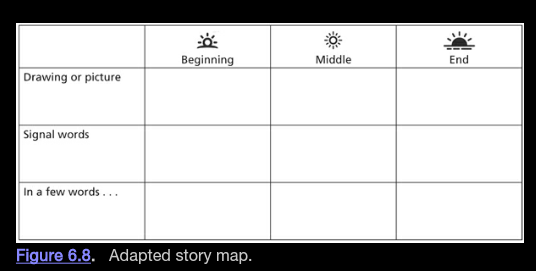 Beginning Middle End
Drawing or picture
Signal words
In a few words . . .
Figure 6.8. Adapted story map.